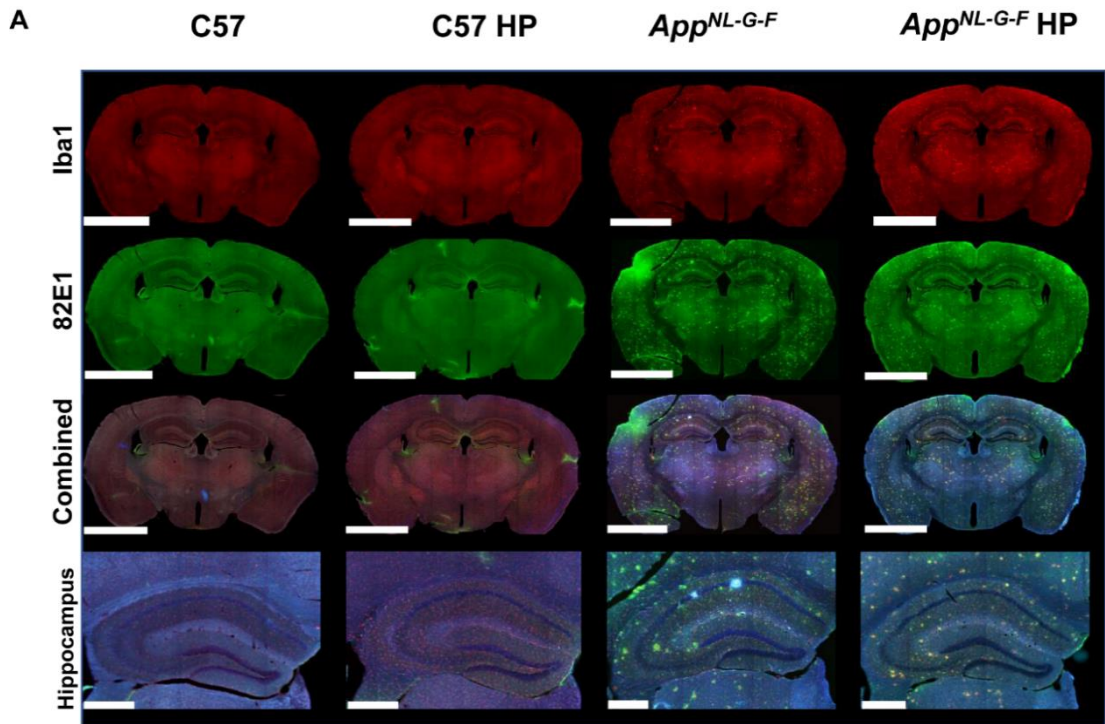 A
C57
C57 HP
App^NL-G-F
App^NL-G-F HP
Iba1
82E1
Combined
Hippocampus